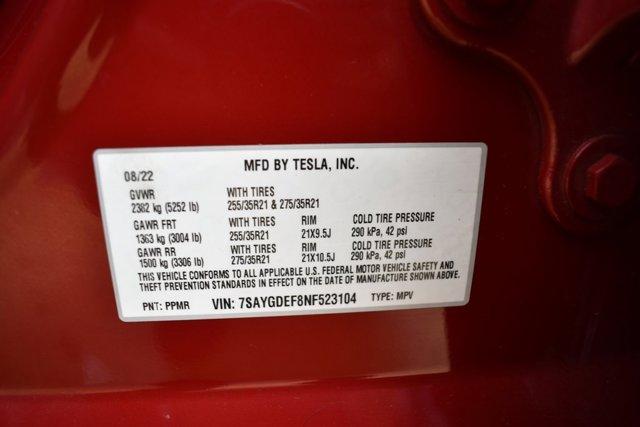 MFD BY TESLA, INC.
08/22
GVWR WITH TIRES
2382 kg (5252 lb) 255/35R21 & 275/35R21
GAWR FRT WITH TIRES RIM COLD TIRE PRESSURE
1363 kg (3004 lb) 255/35R21 21X9.5J 290 kPa, 42 psi
GAWR RR WITH TIRES RIM COLD TIRE PRESSURE
1500 kg (3306 lb) 275/35R21 21X10.5J 290 kPa, 42 psi
THIS VEHICLE CONFORMS TO ALL APPLICABLE U.S. FEDERAL MOTOR VEHICLE SAFETY AND
THEFT PREVENTION STANDARDS IN EFFECT ON THE DATE OF MANUFACTURE SHOWN ABOVE.
PNT: PPMR VIN: 7SAYGDEF8NF523104 TYPE: MPV